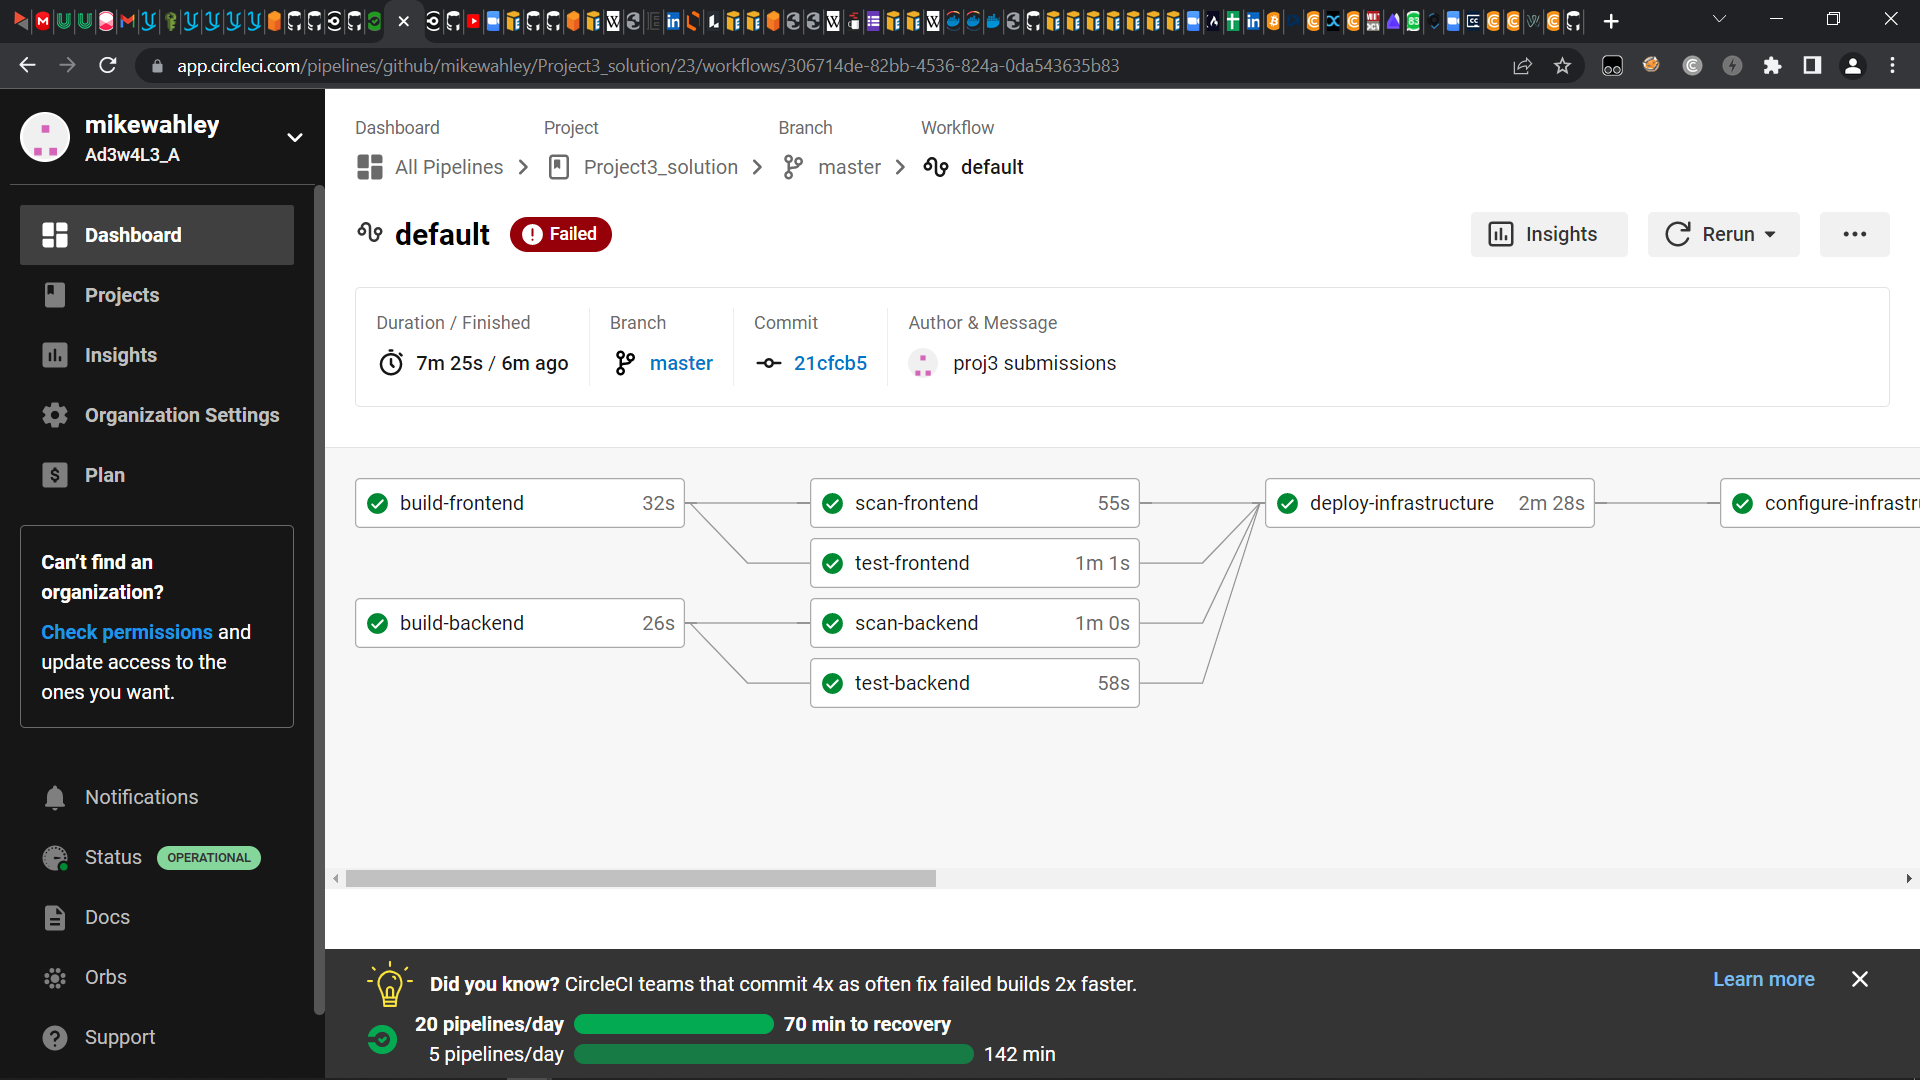 app.circleci.com/pipelines/github/mikewahley/Project3_solution/23/workflows/306714de-82bb-4536-824a-0da543635b83
mikewahley
Ad3w4L3_A
Dashboard
Projects
Insights
Organization Settings
Plan
Can’t find an
organization?
Check permissions and
update access to the
ones you want.
Notifications
Status OPERATIONAL
Docs
Orbs
Support
Dashboard Project Branch Workflow
All Pipelines Project3_solution master default
default Failed Insights Rerun
Duration / Finished Branch Commit Author & Message
7m 25s / 6m ago master 21cfcb5 proj3 submissions
build-frontend 32s scan-frontend 55s deploy-infrastructure 2m 28s configure-infrastr
test-frontend 1m 1s
build-backend 26s scan-backend 1m 0s
test-backend 58s
Did you know? CircleCI teams that commit 4x as often fix failed builds 2x faster. Learn more
20 pipelines/day 70 min to recovery
5 pipelines/day 142 min